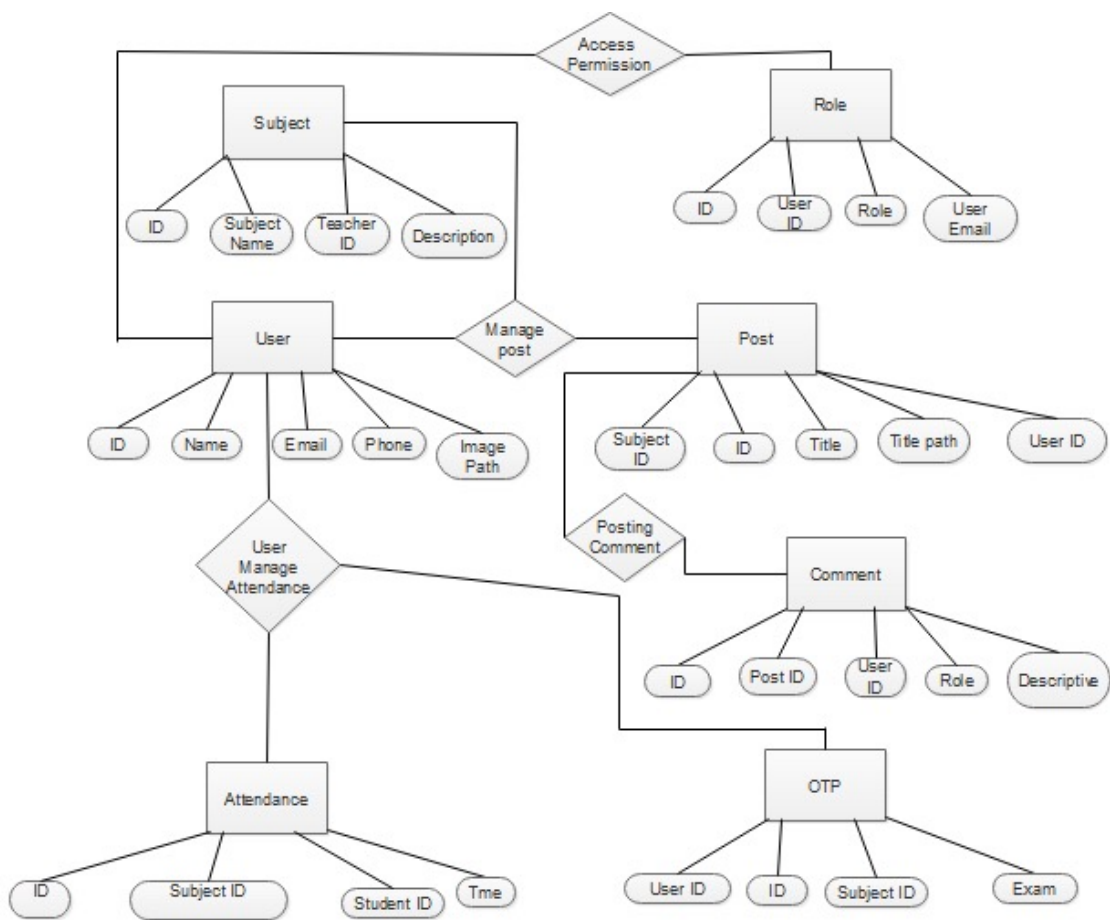 Access
Permission
Role
Subject
ID
User
ID
Role
User
Email
ID
Subject
Name
Teacher
ID
Description
User
Manage
post
Post
ID
Name
Email
Phone
Image
Path
Subject
ID
ID
Title
Title path
User ID
User
Manage
Attendance
Posting
Comment
Comment
ID
Post ID
User
ID
Role
Descriptive
Attendance
OTP
ID
Subject ID
Student ID
Tme
User ID
ID
Subject ID
Exam